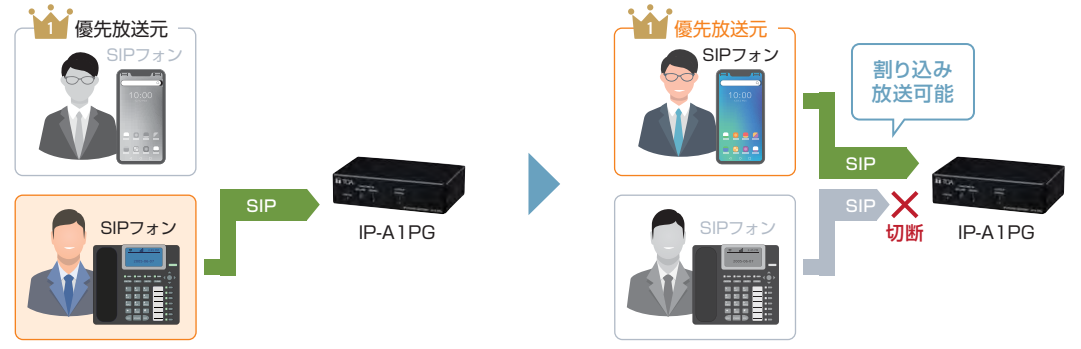 1
優先放送元
SIPフォン
10:00
SIPフォン
SIP
TOA
IP-A1PG
1
優先放送元
SIPフォン
10:00
割り込み
放送可能
SIP
SIPフォン
SIP
切断
TOA
IP-A1PG